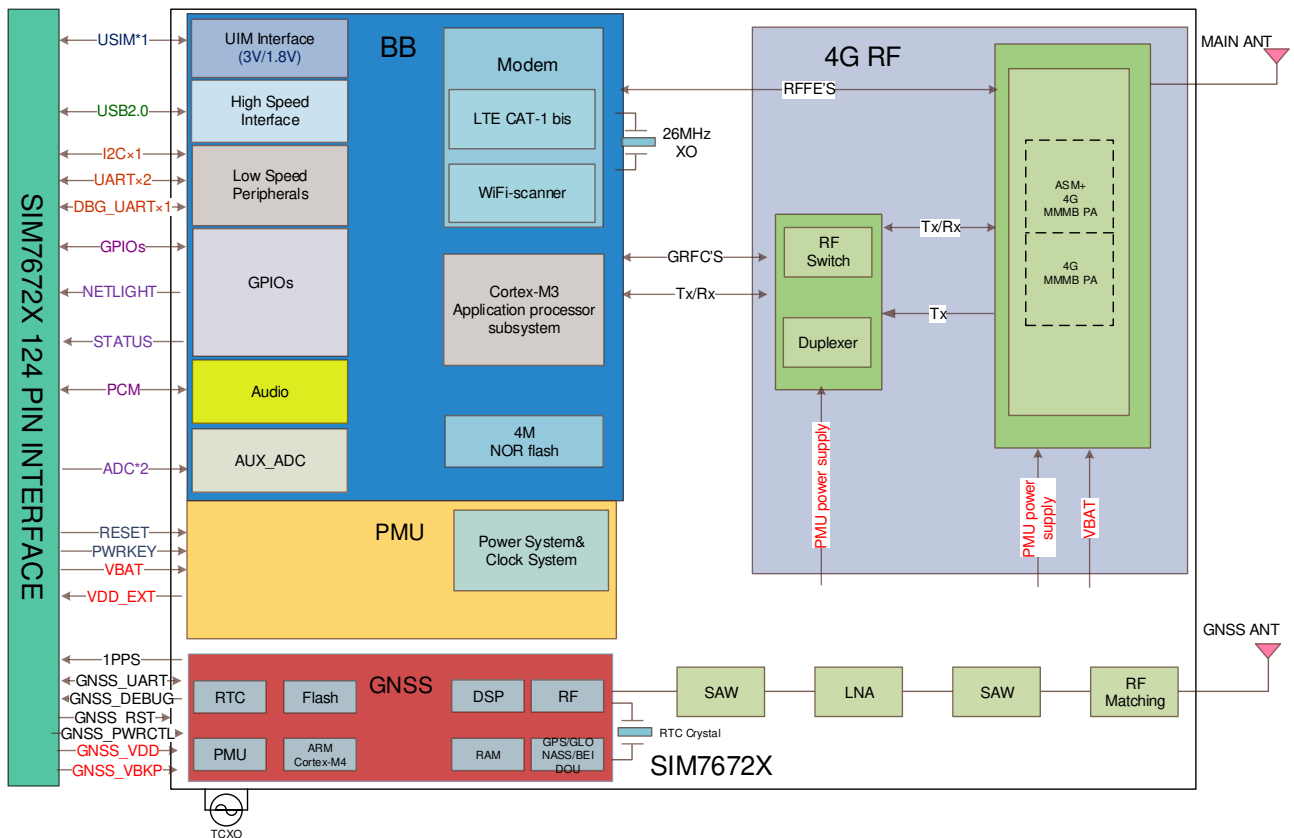 SIM7672X 124 PIN INTERFACE
USIM*1
USB2.0
I2C×1
UART×2
DBG_UART×1
GPIOs
NETLIGHT
STATUS
PCM
ADC*2
RESET
PWRKEY
VBAT
VDD_EXT
1PPS
GNSS_UART
GNSS_DEBUG
GNSS_RST
GNSS_PWRCTL
GNSS_VDD
GNSS_VBKP
BB
UIM Interface
(3V/1.8V)
High Speed
Interface
Low Speed
Peripherals
GPIOs
Audio
AUX_ADC
Modem
LTE CAT-1 bis
WiFi-scanner
Cortex-M3
Application processor
subsystem
4M
NOR flash
26MHz
XO
PMU
Power System&
Clock System
GNSS
RTC
Flash
DSP
RF
PMU
ARM
Cortex-M4
RAM
GPS/GLO
NASS/BEI
DOU
RTC Crystal
TCXO
SIM7672X
4G RF
RFFE'S
GRFC'S
Tx/Rx
RF
Switch
Duplexer
Tx/Rx
Tx
ASM+
4G
MMMB PA
4G
MMMB PA
PMU power supply
PMU power
supply
VBAT
MAIN ANT
SAW
LNA
SAW
RF
Matching
GNSS ANT